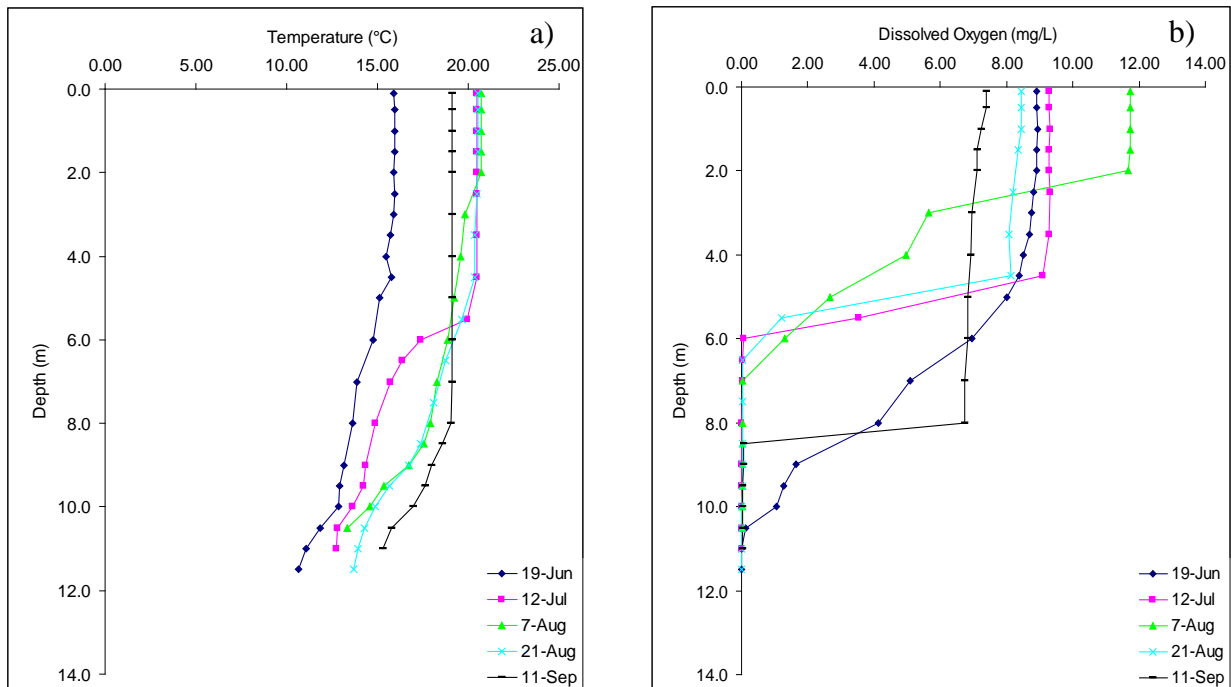 Temperature (°C)
a)
0.00 5.00 10.00 15.00 20.00 25.00
0.0
2.0
4.0
6.0
8.0
10.0
12.0
14.0
Depth (m)
19-Jun
12-Jul
7-Aug
21-Aug
11-Sep
Dissolved Oxygen (mg/L)
b)
0.00 2.00 4.00 6.00 8.00 10.00 12.00 14.00
0.0
2.0
4.0
6.0
8.0
10.0
12.0
14.0
Depth (m)
19-Jun
12-Jul
7-Aug
21-Aug
11-Sep